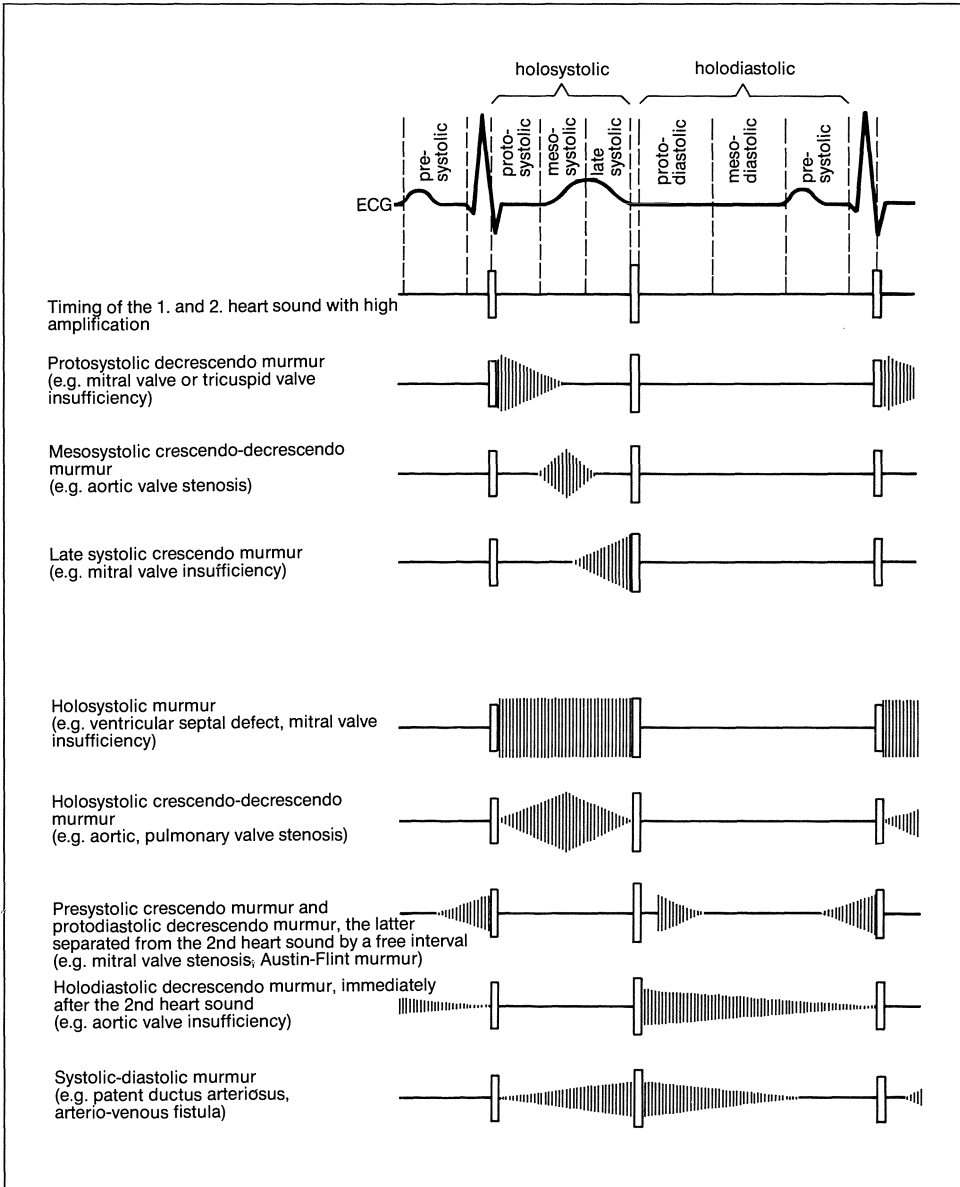 holosystolic
holodiastolic
pre-
systolic
proto-
systolic
meso-
systolic
late
systolic
proto-
diastolic
meso-
diastolic
pre-
systolic
ECG
Timing of the 1. and 2. heart sound with high
amplification
Protosystolic decrescendo murmur
(e.g. mitral valve or tricuspid valve
insufficiency)
Mesosystolic crescendo-decrescendo
murmur
(e.g. aortic valve stenosis)
Late systolic crescendo murmur
(e.g. mitral valve insufficiency)
Holosystolic murmur
(e.g. ventricular septal defect, mitral valve
insufficiency)
Holosystolic crescendo-decrescendo
murmur
(e.g. aortic, pulmonary valve stenosis)
Presystolic crescendo murmur and
protodiastolic decrescendo murmur, the latter
separated from the 2nd heart sound by a free interval
(e.g. mitral valve stenosis, Austin-Flint murmur)
Holodiastolic decrescendo murmur, immediately
after the 2nd heart sound
(e.g. aortic valve insufficiency)
Systolic-diastolic murmur
(e.g. patent ductus arteriosus,
arterio-venous fistula)